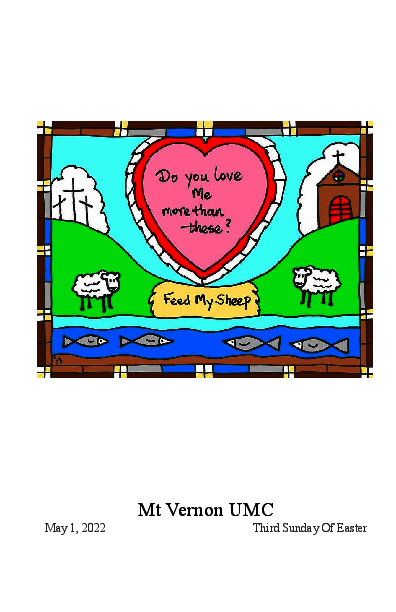 Do you love
Me
more than
these?
Feed My Sheep
Mt Vernon UMC
May 1, 2022 Third Sunday Of Easter